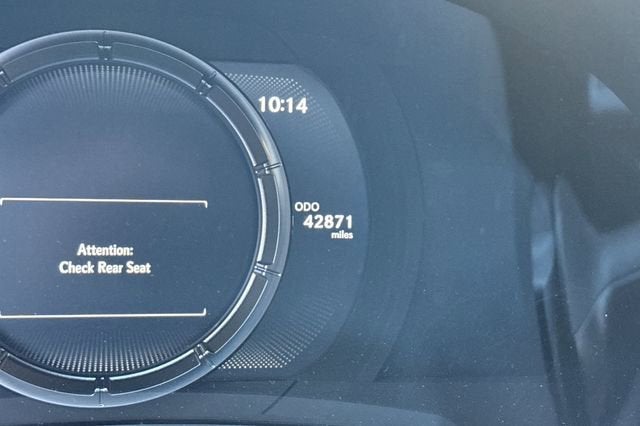 10:14
ODO
42871
miles
Attention:
Check Rear Seat